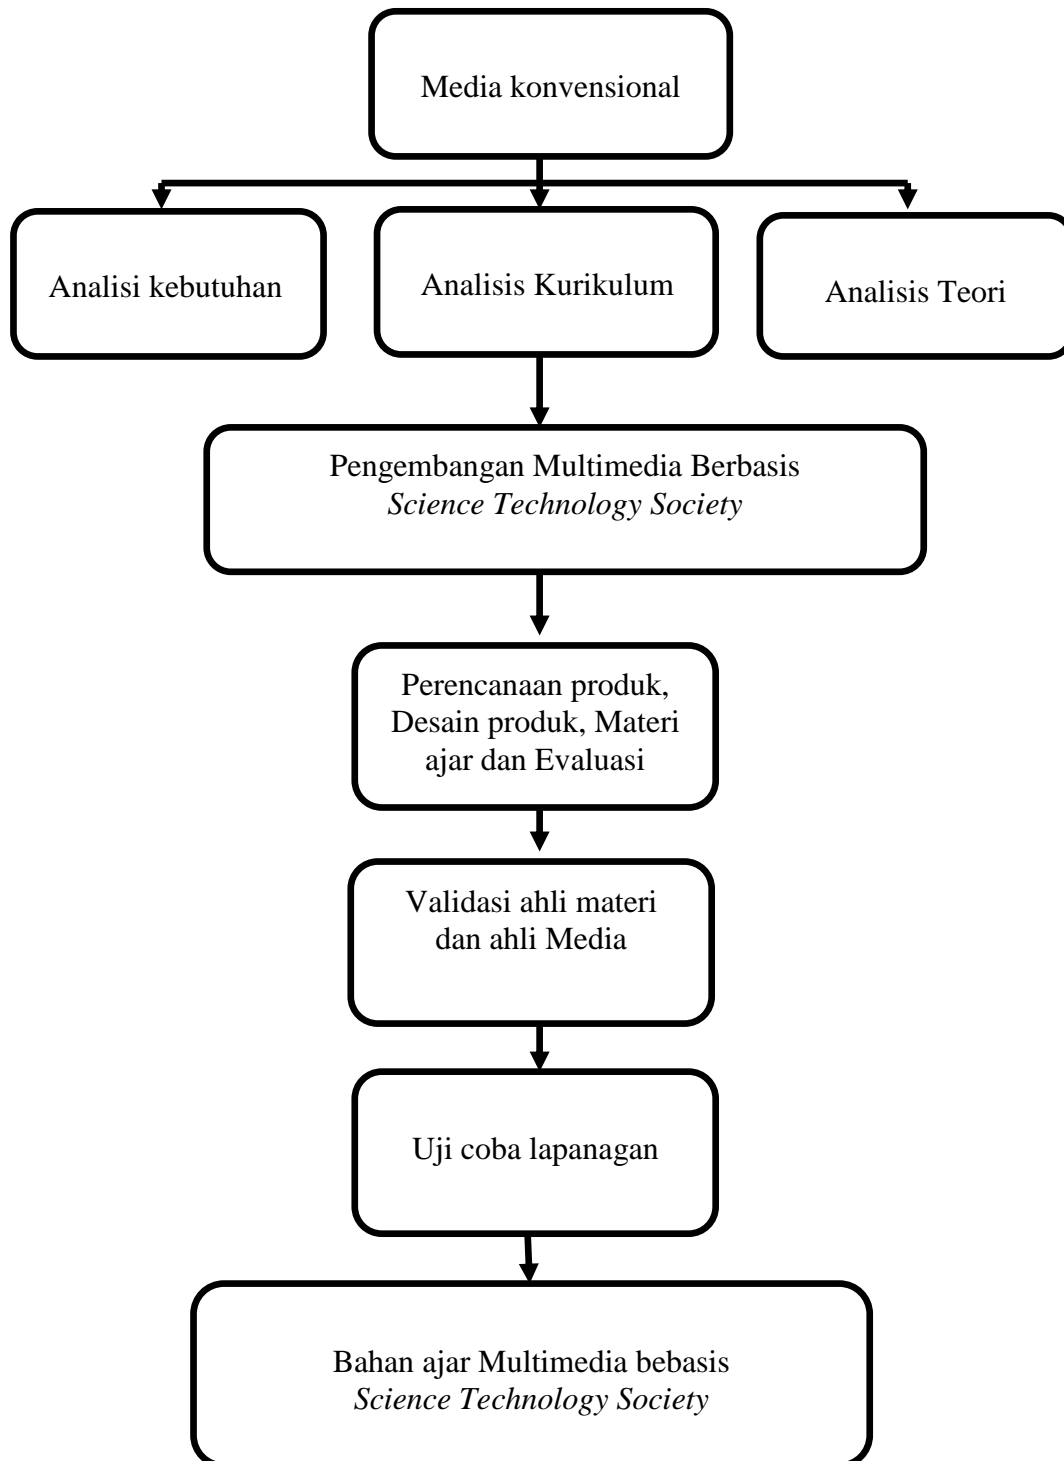 Media konvensional
Analisi kebutuhan
Analisis Kurikulum
Analisis Teori
Pengembangan Multimedia Berbasis
Science Technology Society
Perencanaan produk,
Desain produk, Materi
ajar dan Evaluasi
Validasi ahli materi
dan ahli Media
Uji coba lapanagan
Bahan ajar Multimedia bebasis
Science Technology Society